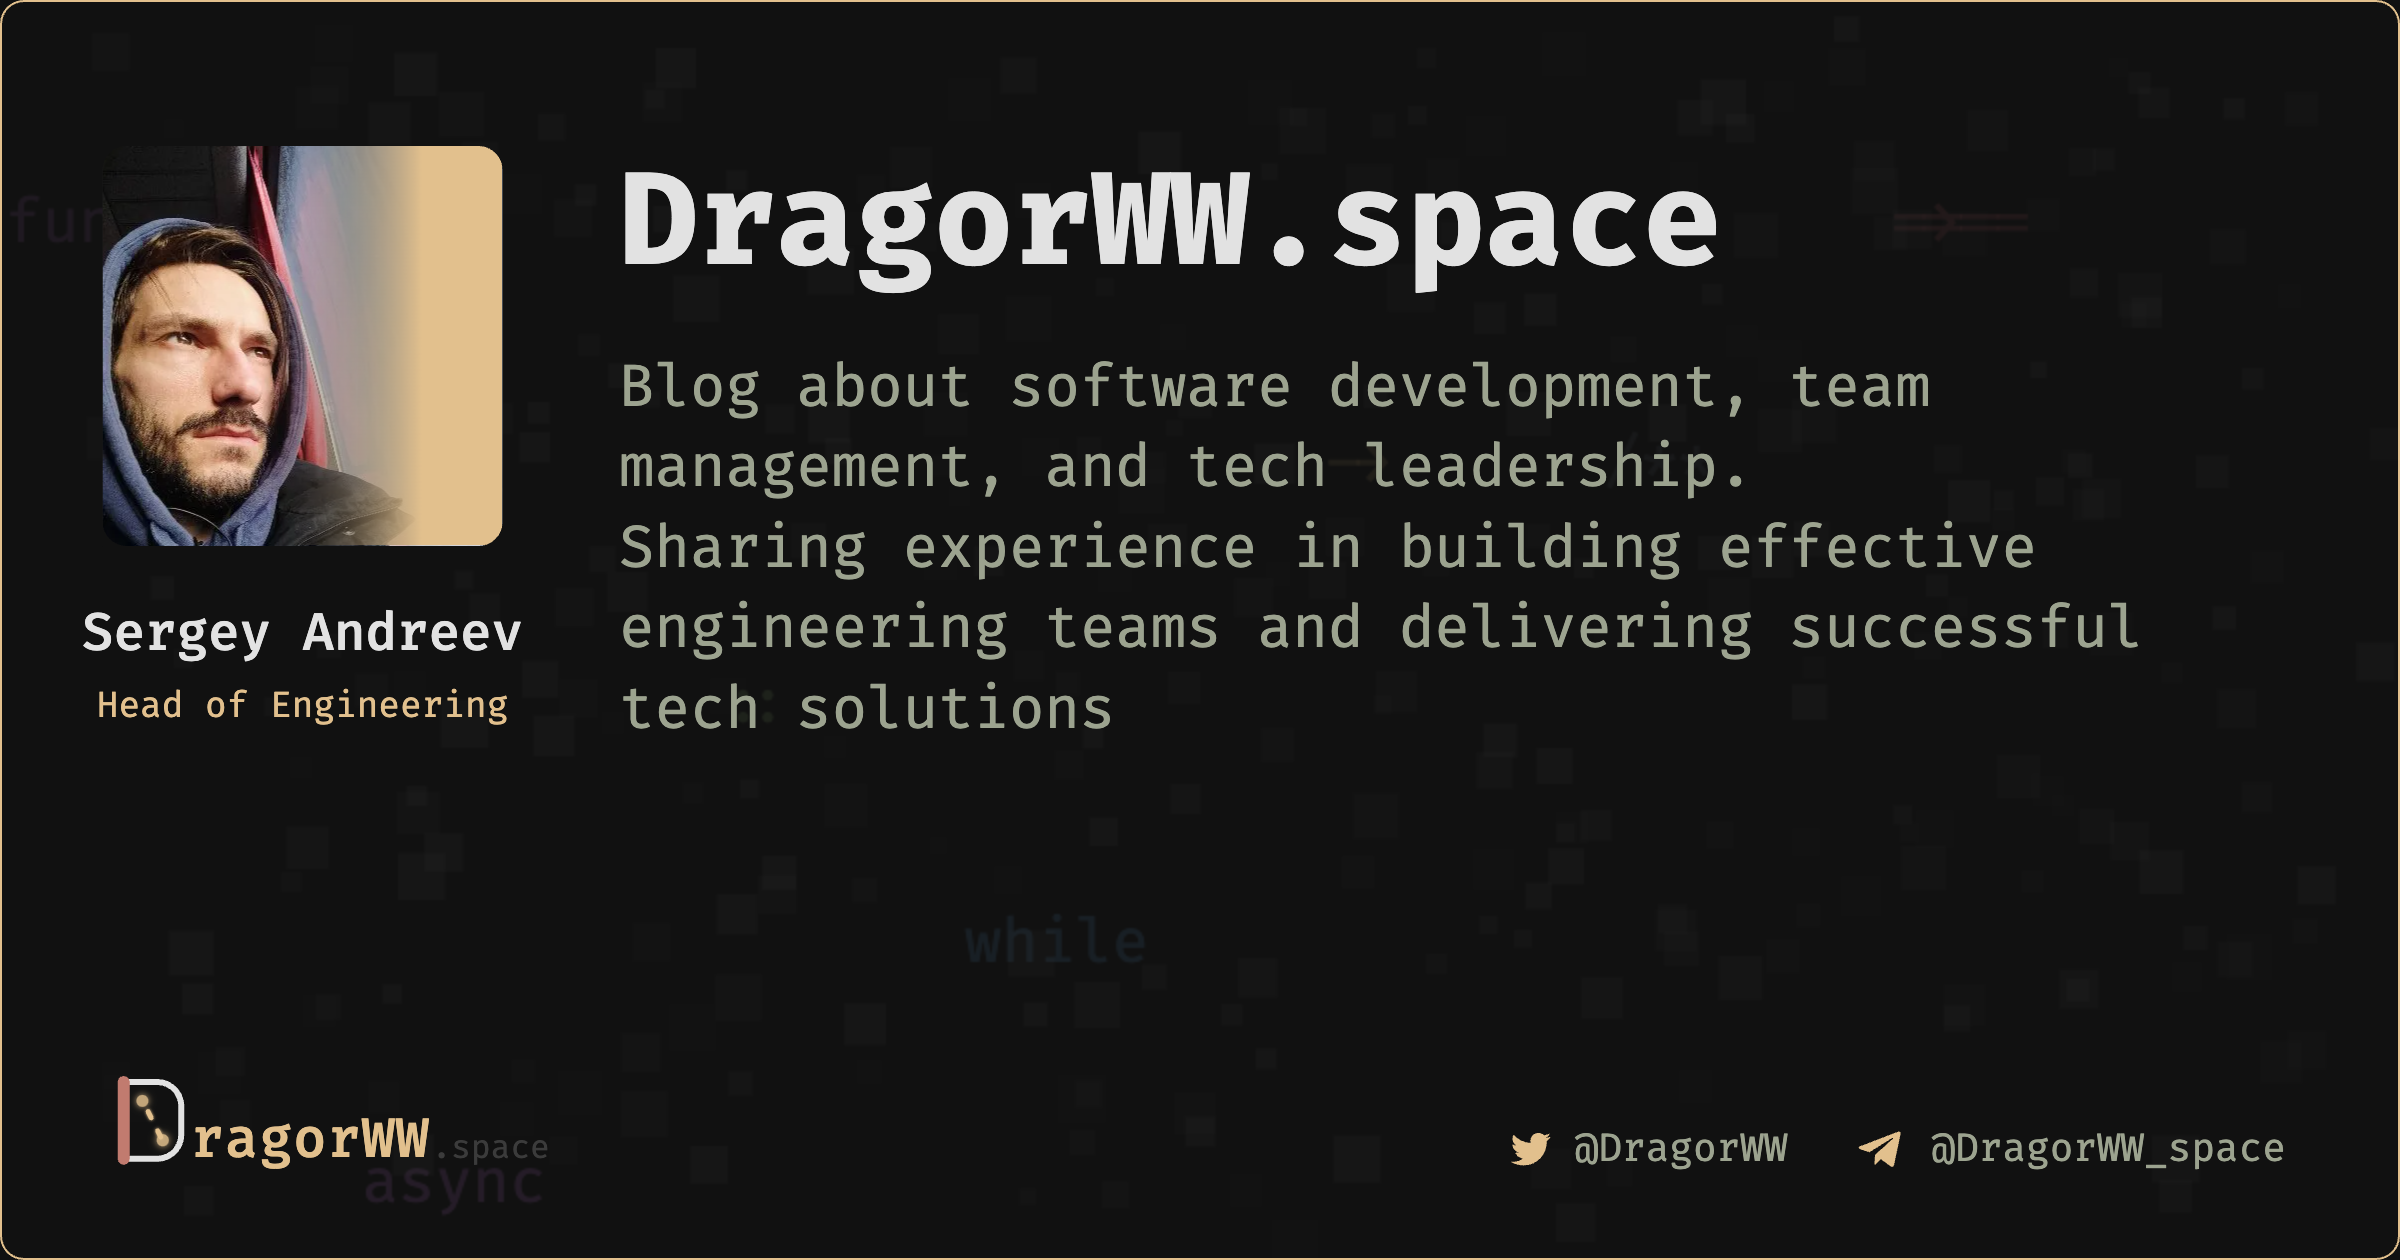 DragorWW.space
Blog about software development, team
management, and tech leadership.
Sharing experience in building effective
engineering teams and delivering successful
tech solutions
Sergey Andreev
Head of Engineering
while
DragorWW.space
async
@DragorWW
@DragorWW_space